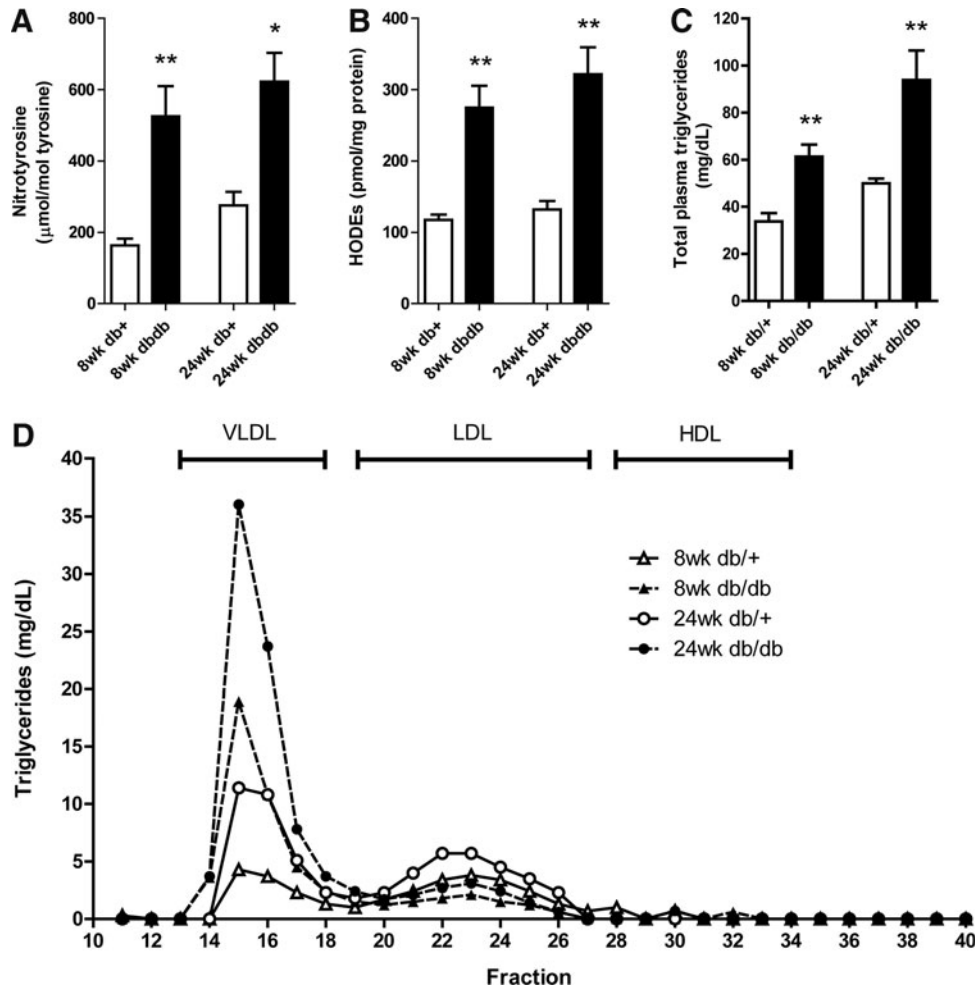 A
Nitrotyrosine
(μmol/mol tyrosine)
800
600
400
200
0
**
*
8wk db+
8wk dbdb
24wk db+
24wk dbdb
B
HODEs (pmol/mg protein)
400
300
200
100
0
**
**
8wk db+
8wk dbdb
24wk db+
24wk dbdb
C
Total plasma triglycerides
(mg/dL)
120
100
80
60
40
20
0
**
**
8wk db/+
8wk db/db
24wk db/+
24wk db/db
D
VLDL
LDL
HDL
Triglycerides (mg/dL)
40
35
30
25
20
15
10
5
0
8wk db/+
8wk db/db
24wk db/+
24wk db/db
10 12 14 16 18 20 22 24 26 28 30 32 34 36 38 40
Fraction